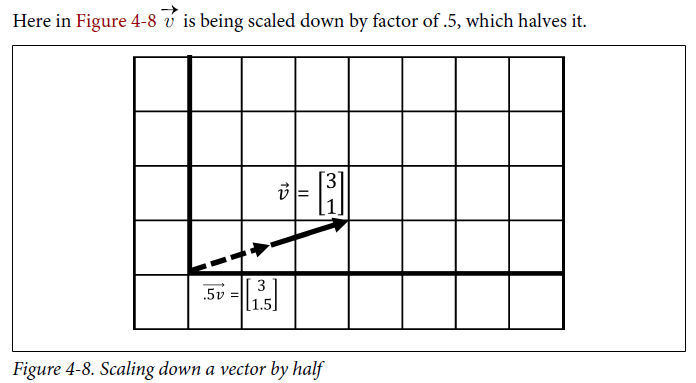 Here in Figure 4-8 v⃗ is being scaled down by factor of .5, which halves it.
v⃗ = [3
1]
.5v⃗ = [3
1.5]
Figure 4-8. Scaling down a vector by half